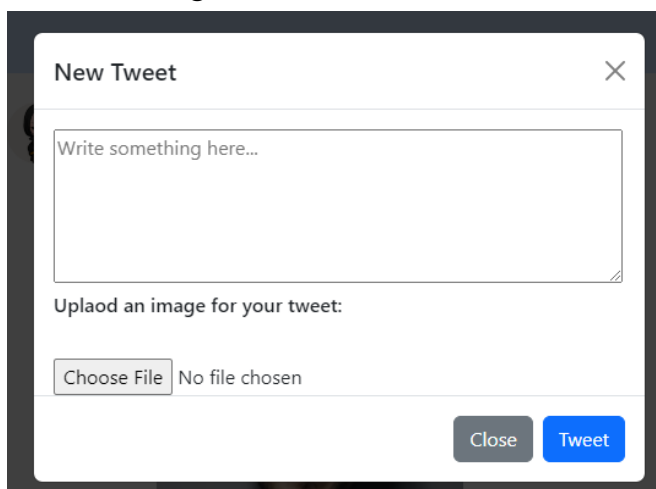 New Tweet
Write something here...
Uplaod an image for your tweet:
Choose File No file chosen
Close Tweet